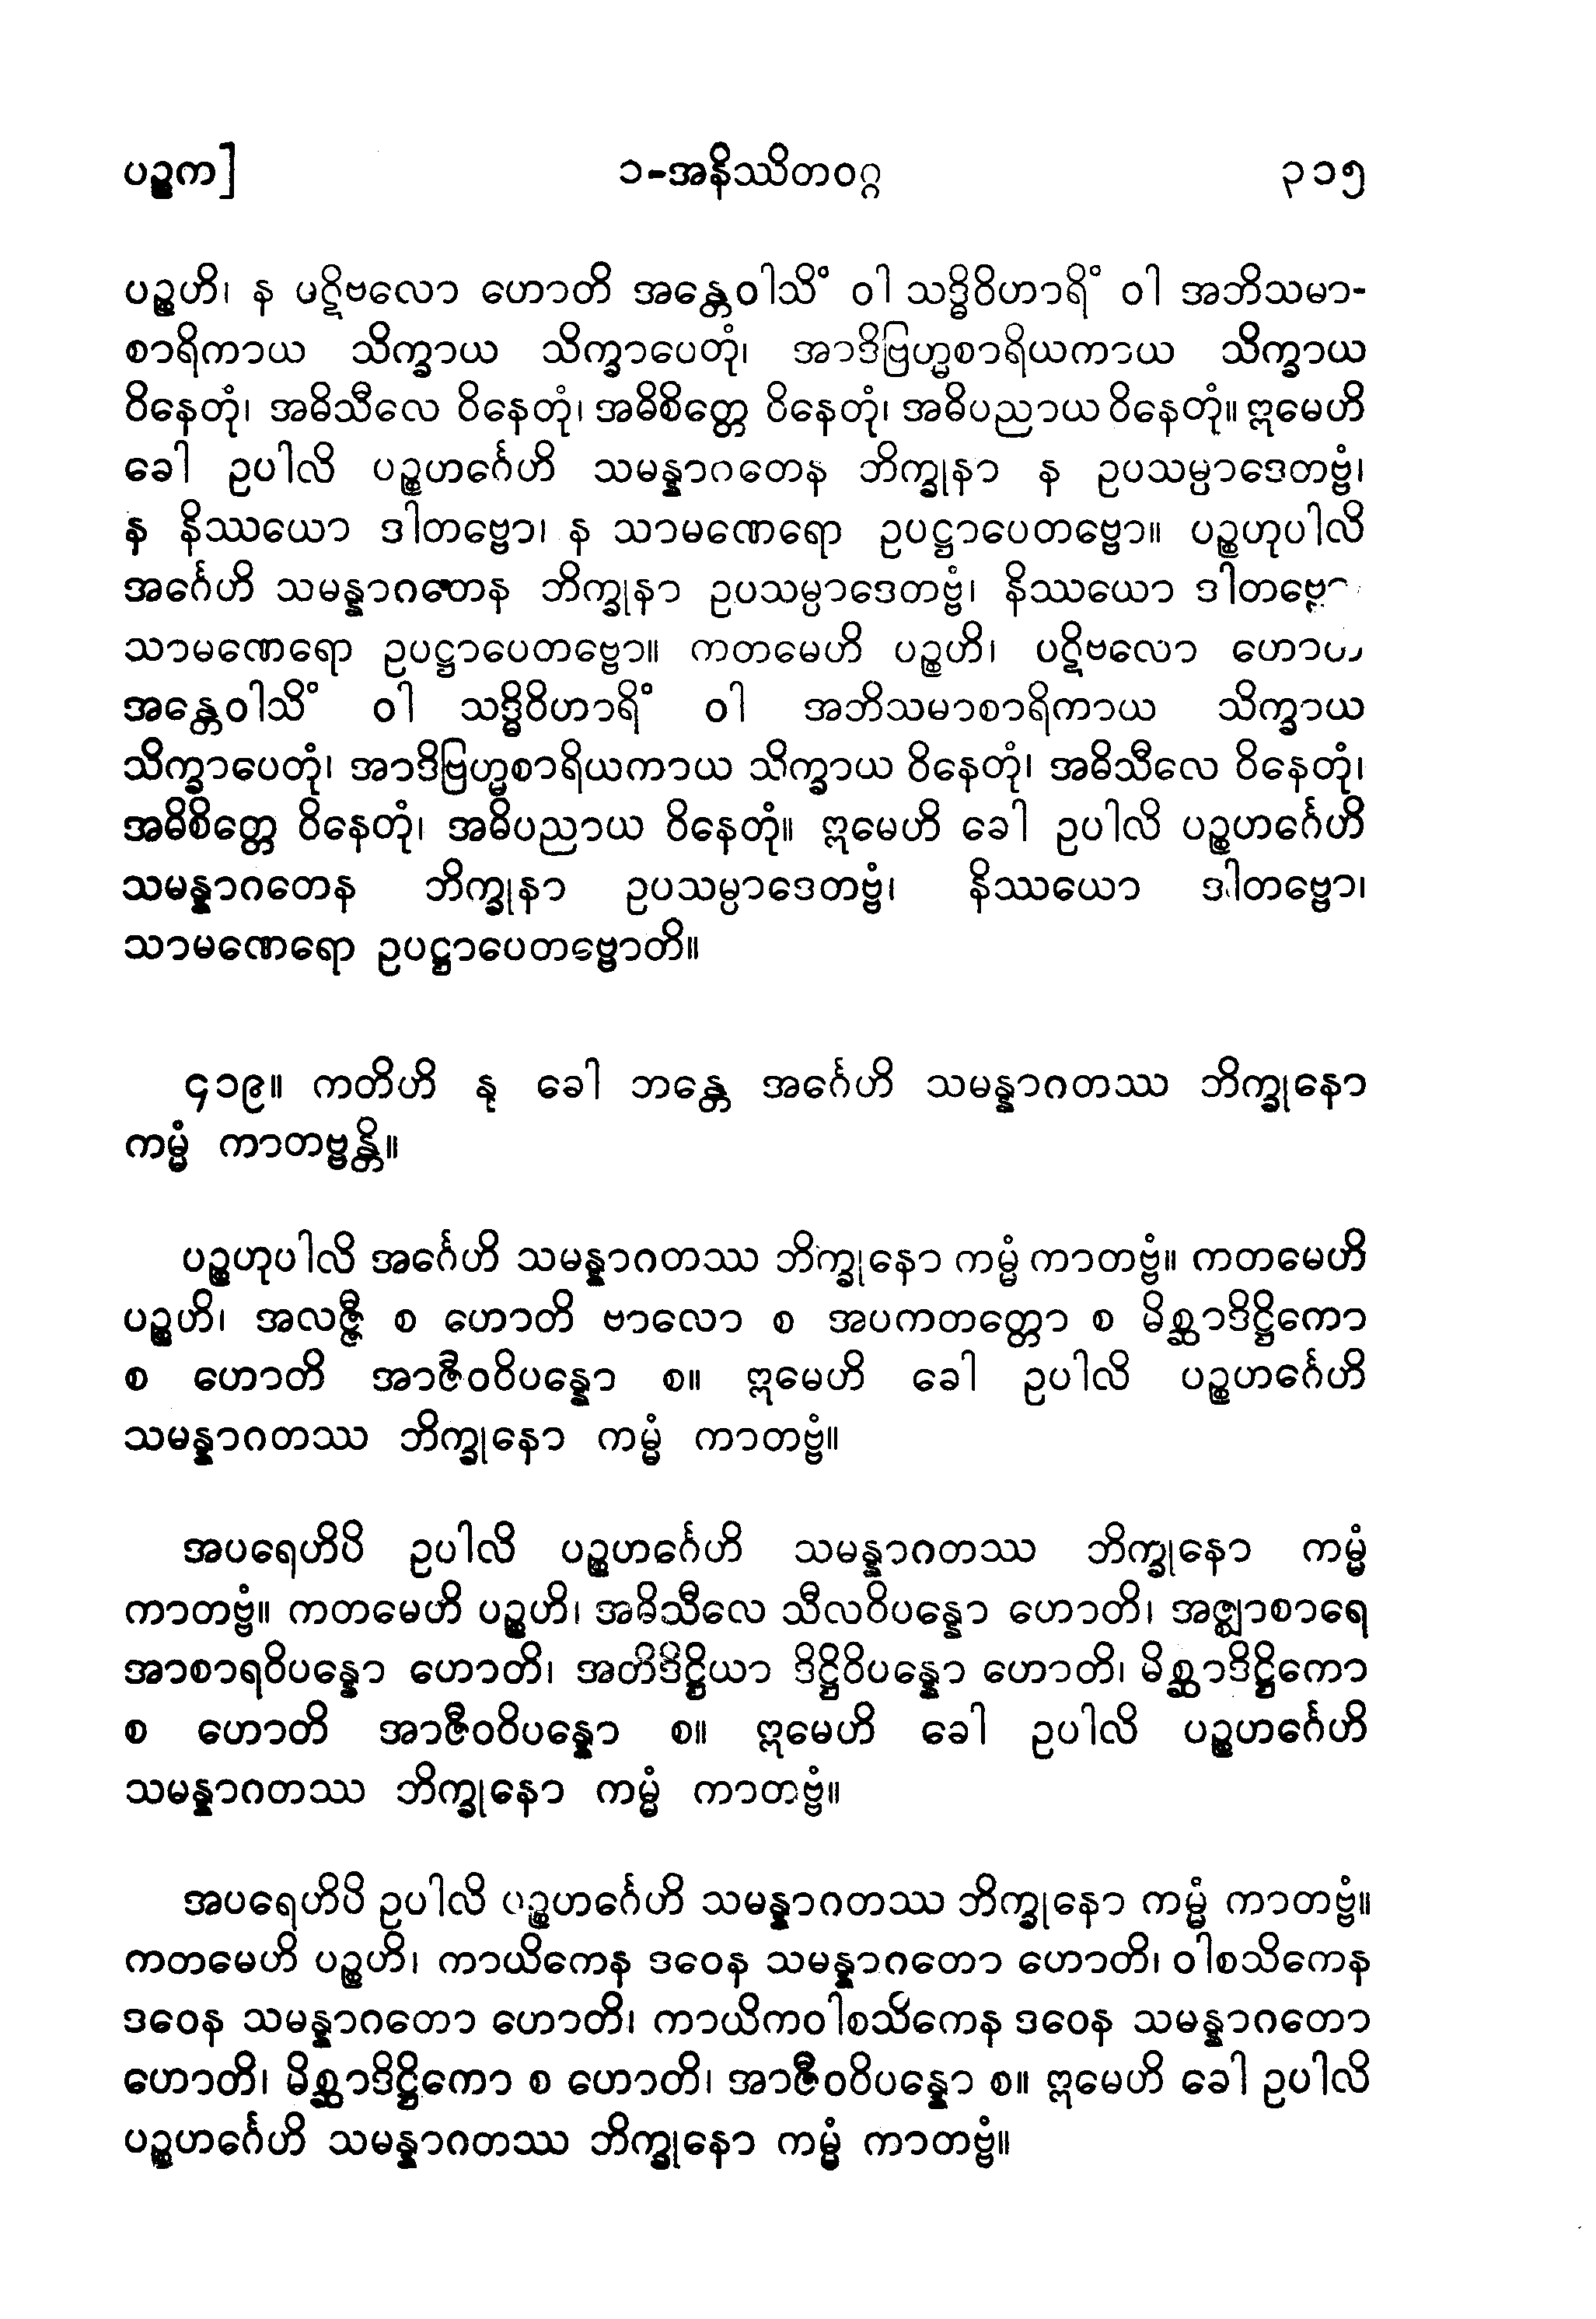 ပဉ္စက]
၁-အနိဿိတဝဂ္ဂ
၃၁၅
ပဉ္စဟိ၊ န ပဋိဗလော ဟောတိ အန္တေဝါသိံ ဝါ သဒ္ဓိဝိဟာရိံ ဝါ အဘိသမာ-
စာရိကာယ သိက္ခာယ သိက္ခာပေတုံ၊ အာဒိဗြဟ္မစာရိယကာယ သိက္ခာယ
ဝိနေတုံ၊ အဓိသီလေ ဝိနေတုံ၊ အဓိစိတ္တေ ဝိနေတုံ၊ အဓိပညာယ ဝိနေတုံ။ ဣမေဟိ
ခေါ ဥပါလိ ပဉ္စဟင်္ဂေဟိ သမန္နာဂတေန ဘိက္ခုနာ န ဥပသမ္ပာဒေတဗ္ဗံ၊
န နိဿယော ဒါတဗ္ဗော၊ န သာမဏေရော ဥပဋ္ဌာပေတဗ္ဗော။ ပဉ္စဟုပါလိ
အင်္ဂေဟိ သမန္နာဂတေန ဘိက္ခုနာ ဥပသမ္ပာဒေတဗ္ဗံ၊ နိဿယော ဒါတဗ္ဗော၊
သာမဏေရော ဥပဋ္ဌာပေတဗ္ဗော။ ကတမေဟိ ပဉ္စဟိ၊ ပဋိဗလော ဟောတိ
အန္တေဝါသိံ ဝါ သဒ္ဓိဝိဟာရိံ ဝါ အဘိသမာစာရိကာယ သိက္ခာယ
သိက္ခာပေတုံ၊ အာဒိဗြဟ္မစာရိယကာယ သိက္ခာယ ဝိနေတုံ၊ အဓိသီလေ ဝိနေတုံ၊
အဓိစိတ္တေ ဝိနေတုံ၊ အဓိပညာယ ဝိနေတုံ။ ဣမေဟိ ခေါ ဥပါလိ ပဉ္စဟင်္ဂေဟိ
သမန္နာဂတေန ဘိက္ခုနာ ဥပသမ္ပာဒေတဗ္ဗံ၊ နိဿယော ဒါတဗ္ဗော၊
သာမဏေရော ဥပဋ္ဌာပေတဗ္ဗောတိ။
၄၁၉။ ကတိဟိ နု ခေါ ဘန္တေ အင်္ဂေဟိ သမန္နာဂတဿ ဘိက္ခုနော
ကမ္မံ ကာတဗ္ဗန္တိ။
ပဉ္စဟုပါလိ အင်္ဂေဟိ သမန္နာဂတဿ ဘိက္ခုနော ကမ္မံ ကာတဗ္ဗံ။ ကတမေဟိ
ပဉ္စဟိ၊ အလဇ္ဇီ စ ဟောတိ ဗာလော စ အပကတတ္တော စ မိစ္ဆာဒိဋ္ဌိကော
စ ဟောတိ အာဇီဝဝိပန္နော စ။ ဣမေဟိ ခေါ ဥပါလိ ပဉ္စဟင်္ဂေဟိ
သမန္နာဂတဿ ဘိက္ခုနော ကမ္မံ ကာတဗ္ဗံ။
အပရေဟိပိ ဥပါလိ ပဉ္စဟင်္ဂေဟိ သမန္နာဂတဿ ဘိက္ခုနော ကမ္မံ
ကာတဗ္ဗံ။ ကတမေဟိ ပဉ္စဟိ၊ အဓိသီလေ သီလဝိပန္နော ဟောတိ၊ အဇ္ဈာစာရေ
အာစာရဝိပန္နော ဟောတိ၊ အတိဒိဋ္ဌိယာ ဒိဋ္ဌိဝိပန္နော ဟောတိ၊ မိစ္ဆာဒိဋ္ဌိကော
စ ဟောတိ အာဇီဝဝိပန္နော စ။ ဣမေဟိ ခေါ ဥပါလိ ပဉ္စဟင်္ဂေဟိ
သမန္နာဂတဿ ဘိက္ခုနော ကမ္မံ ကာတဗ္ဗံ။
အပရေဟိပိ ဥပါလိ ပဉ္စဟင်္ဂေဟိ သမန္နာဂတဿ ဘိက္ခုနော ကမ္မံ ကာတဗ္ဗံ။
ကတမေဟိ ပဉ္စဟိ၊ ကာယိကေန ဒဝေန သမန္နာဂတော ဟောတိ၊ ဝါစသိကေန
ဒဝေန သမန္နာဂတော ဟောတိ၊ ကာယိကဝါစသိကေန ဒဝေန သမန္နာဂတော
ဟောတိ၊ မိစ္ဆာဒိဋ္ဌိကော စ ဟောတိ၊ အာဇီဝဝိပန္နော စ။ ဣမေဟိ ခေါ ဥပါလိ
ပဉ္စဟင်္ဂေဟိ သမန္နာဂတဿ ဘိက္ခုနော ကမ္မံ ကာတဗ္ဗံ။